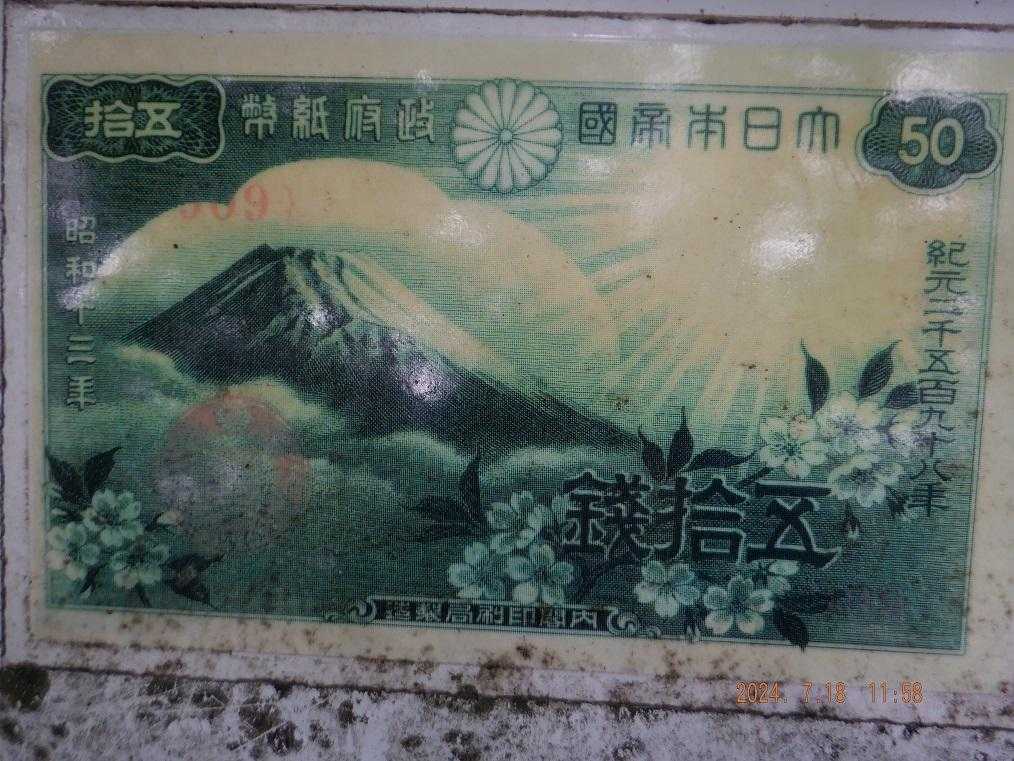 大日本帝國
政府紙幣
50
五拾
紀元二千五百九十八年
昭和十三年
五拾錢
內閣印刷局製造
2024. 7.18 11:58